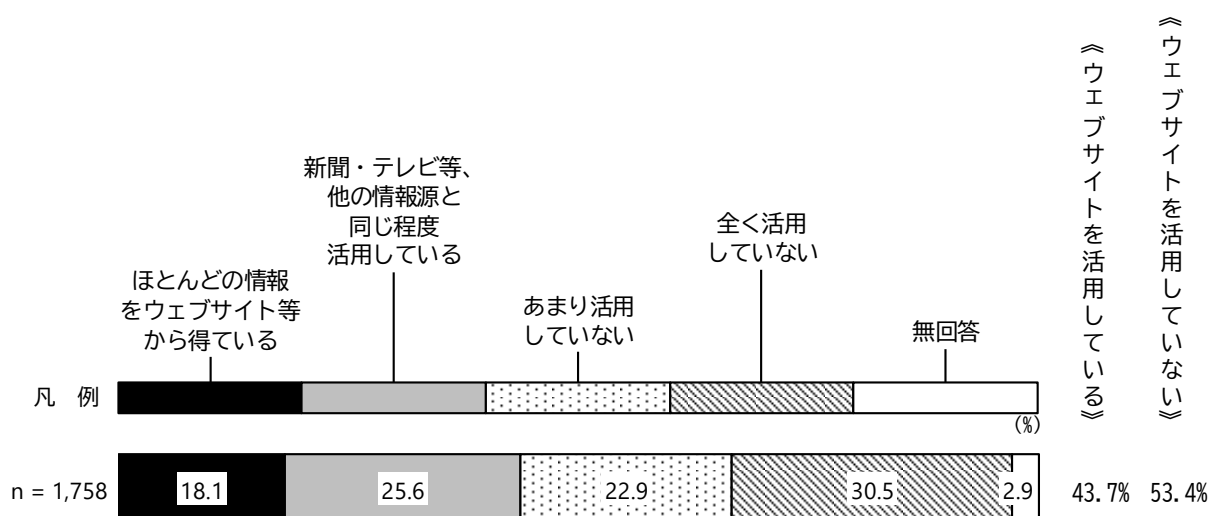 《ウェブサイトを活用している》
《ウェブサイトを活用していない》
新聞・テレビ等、
他の情報源と
同じ程度
活用している
全く活用
していない
ほとんどの情報
をウェブサイト等
から得ている
あまり活用
していない
無回答
凡　例
(%)
n = 1,758 18.1 25.6 22.9 30.5 2.9 43.7% 53.4%